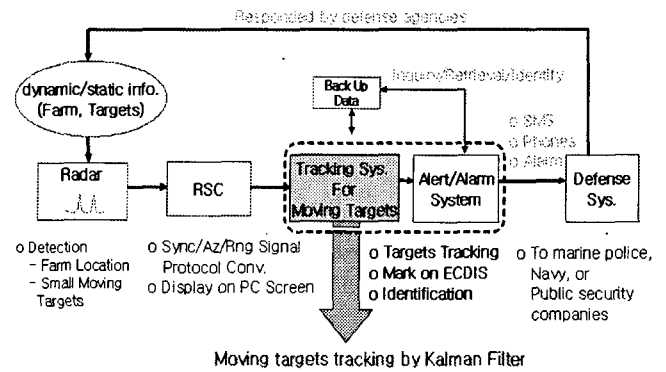 Responded by defense agencies
dynamic/static info.
(Farm, Targets)
Back Up
Data
Inquiry/Retrieval/Identity
o SMS
o Phones
o Alarm
Radar
RSC
Tracking Sys.
For
Moving Targets
Alert/Alarm
System
Defense
Sys.
o Detection
- Farm Location
- Small Moving
Targets
o Sync/Az/Rng Signal
Protocol Conv.
o Display on PC Screen
o Targets Tracking
o Mark on ECDIS
o Identification
o To marine police,
Navy, or
Public security
companies
Moving targets tracking by Kalman Filter